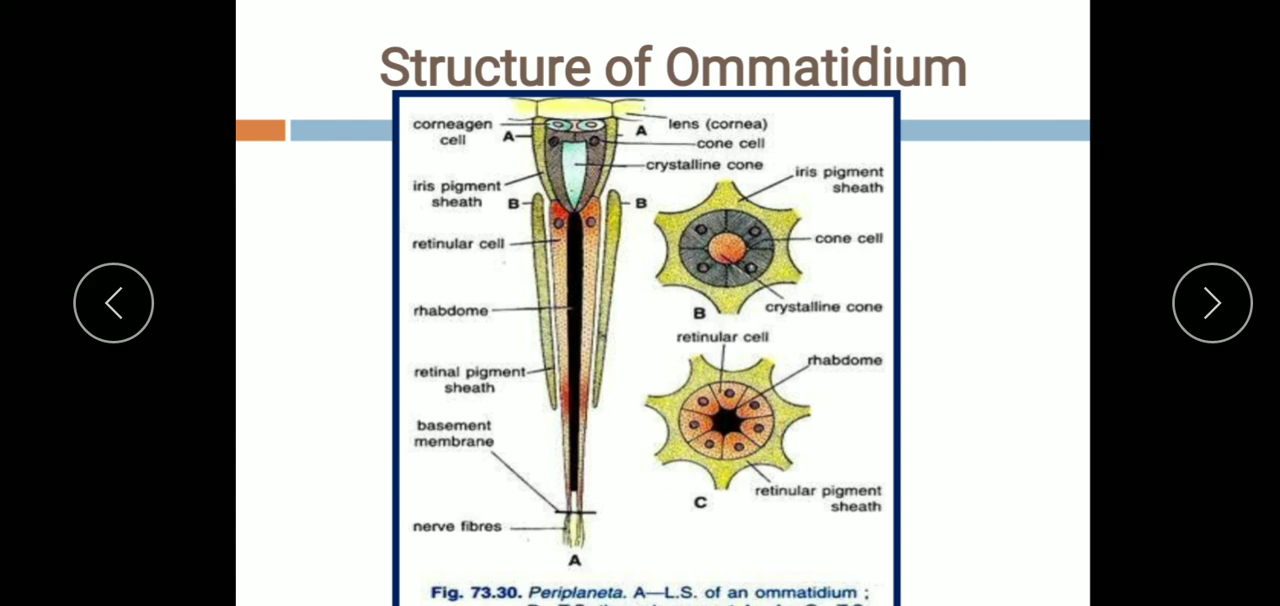 Structure of Ommatidium
corneagen
cell
A
A
lens (cornea)
cone cell
crystalline cone
iris pigment
sheath
iris pigment
sheath
B
B
retinular cell
cone cell
rhabdome
B
crystalline cone
retinular cell
rhabdome
retinal pigment
sheath
basement
membrane
retinular pigment
sheath
C
nerve fibres
A
Fig. 73.30. Periplaneta. A—L.S. of an ommatidium ;